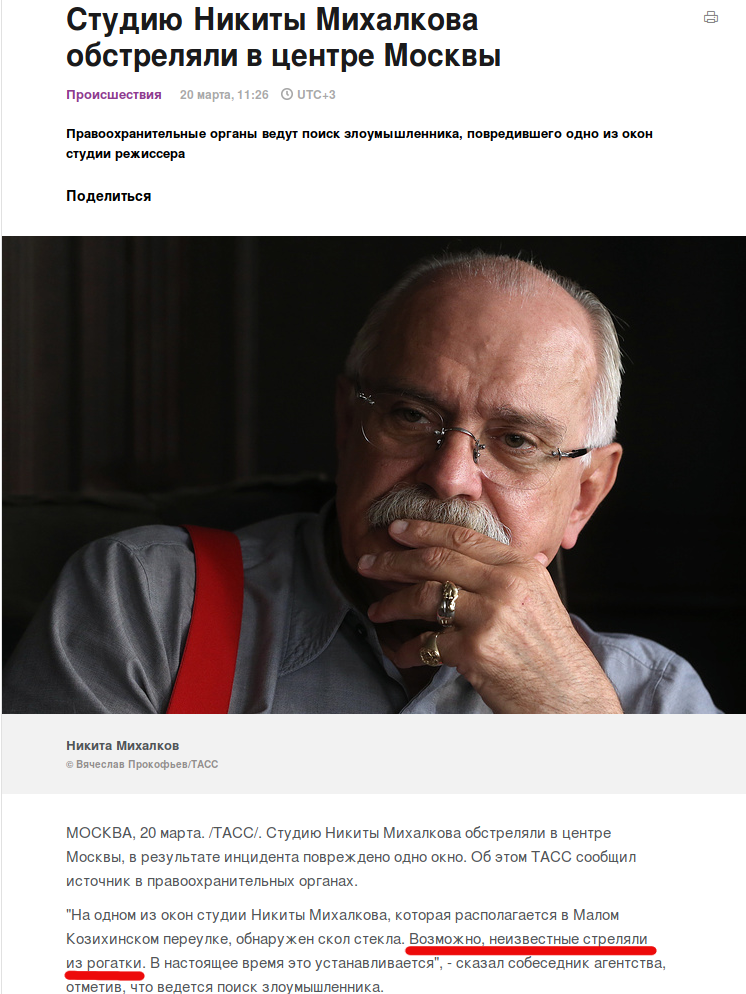 Студию Никиты Михалкова
обстреляли в центре Москвы
Происшествия 20 марта, 11:26 UTC+3
Правоохранительные органы ведут поиск злоумышленника, повредившего одно из окон
студии режиссера
Поделиться
Никита Михалков
© Вячеслав Прокофьев/ТАСС
МОСКВА, 20 марта. /ТАСС/. Студию Никиты Михалкова обстреляли в центре
Москвы, в результате инцидента повреждено одно окно. Об этом ТАСС сообщил
источник в правоохранительных органах.
"На одном из окон студии Никиты Михалкова, которая располагается в Малом
Козихинском переулке, обнаружен скол стекла. Возможно, неизвестные стреляли
из рогатки. В настоящее время это устанавливается", - сказал собеседник агентства,
отметив, что ведется поиск злоумышленника.